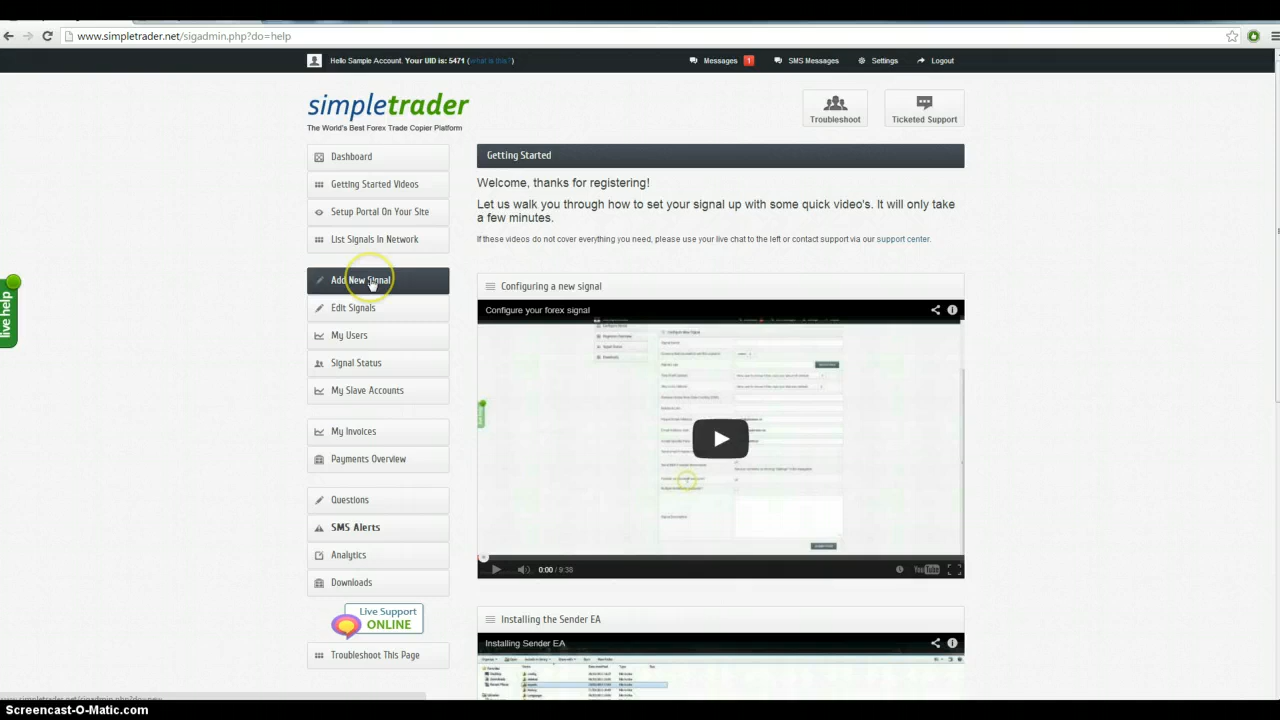 www.simpletrader.net/sigadmin.php?do=help
Hello Sample Account. Your UID is: 5471 (what is this?)
Messages 1
SMS Messages
Settings
Logout
simpletrader
The World's Best Forex Trade Copier Platform
Troubleshoot
Ticketed Support
Dashboard
Getting Started Videos
Setup Portal On Your Site
List Signals In Network
Add New Signal
Edit Signals
My Users
Signal Status
My Slave Accounts
My Invoices
Payments Overview
Questions
SMS Alerts
Analytics
Downloads
Live Support
ONLINE
Troubleshoot This Page
live help
Getting Started
Welcome, thanks for registering!
Let us walk you through how to set your signal up with some quick video's. It will only take
a few minutes.
If these videos do not cover everything you need, please use your live chat to the left or contact support via our support center.
Configuring a new signal
Configure your forex signal
0:00 / 9:38
YouTube
Installing the Sender EA
Installing Sender EA
Screencast-O-Matic.com